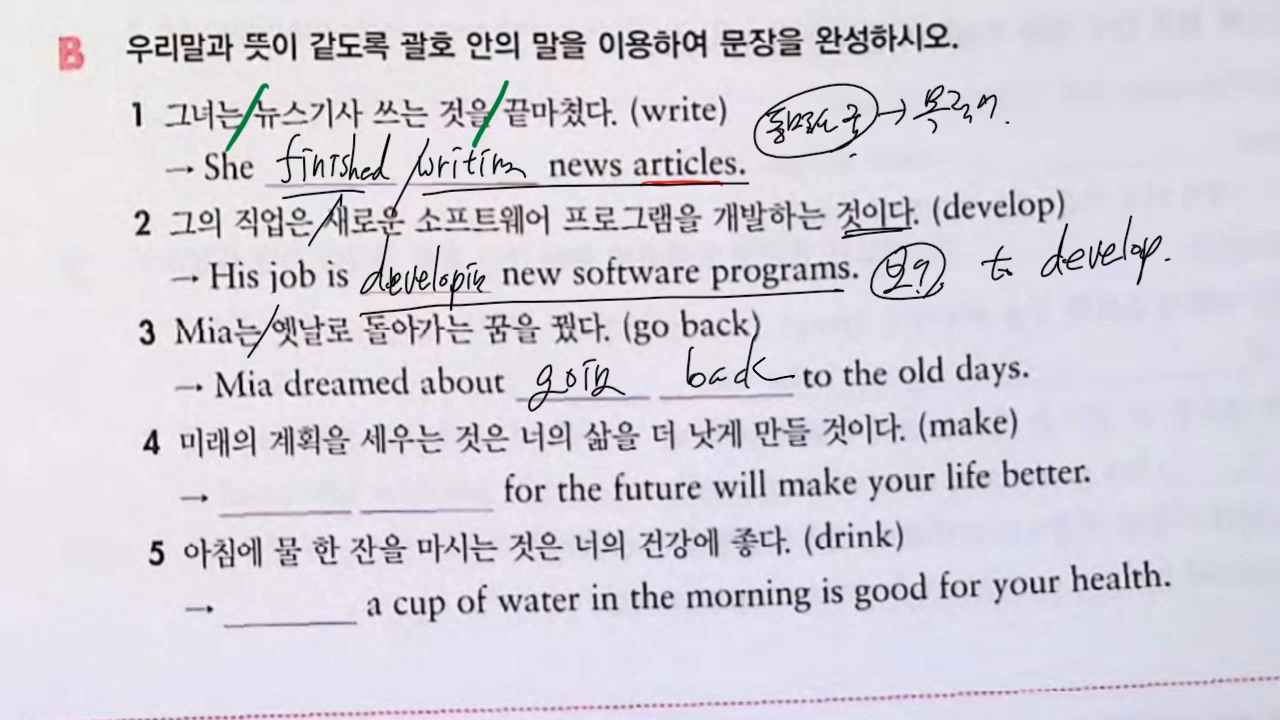 B 우리말과 뜻이 같도록 괄호 안의 말을 이용하여 문장을 완성하시오.
1 그녀는/뉴스기사 쓰는 것을/끝마쳤다. (write) 동명사구 → 목적어.
→ She finished writing news articles.
2 그의 직업은/새로운 소프트웨어 프로그램을 개발하는 것이다. (develop)
→ His job is developing new software programs. 보어 to develop.
3 Mia는/옛날로 돌아가는 꿈을 꿨다. (go back)
→ Mia dreamed about going back to the old days.
4 미래의 계획을 세우는 것은 너의 삶을 더 낫게 만들 것이다. (make)
→ for the future will make your life better.
5 아침에 물 한 잔을 마시는 것은 너의 건강에 좋다. (drink)
→ a cup of water in the morning is good for your health.